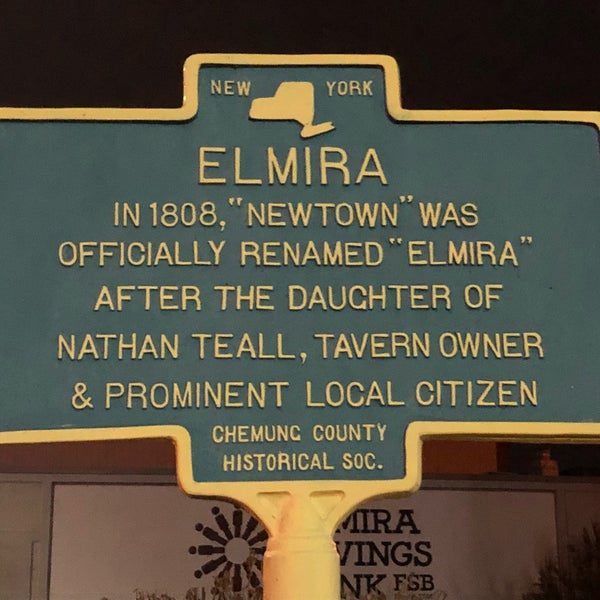 NEW YORK
ELMIRA
IN 1808, "NEWTOWN" WAS
OFFICIALLY RENAMED "ELMIRA"
AFTER THE DAUGHTER OF
NATHAN TEALL, TAVERN OWNER
& PROMINENT LOCAL CITIZEN
CHEMUNG COUNTY
HISTORICAL SOC.
MIRA
VINGS
NK FSB